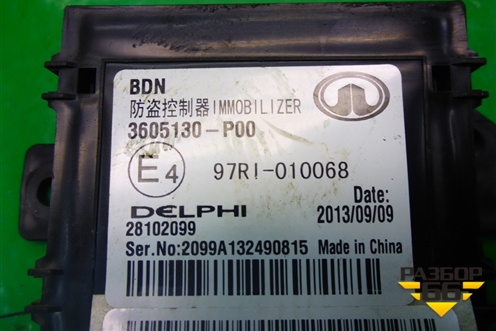 BDN
防盗控制器IMMOBILIZER
3605130-P00
E4
97RI-010068
DELPHI
Date:
28102099
2013/09/09
Ser.No:2099A132490815 Made in China
РАЗБОР
66